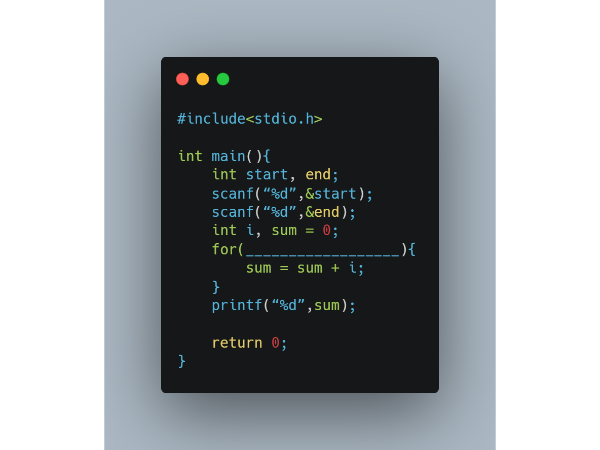 #include<stdio.h>
int main(){
int start, end;
scanf(“%d”,&start);
scanf(“%d”,&end);
int i, sum = 0;
for(__________________){
sum = sum + i;
}
printf(“%d”,sum);
return 0;
}